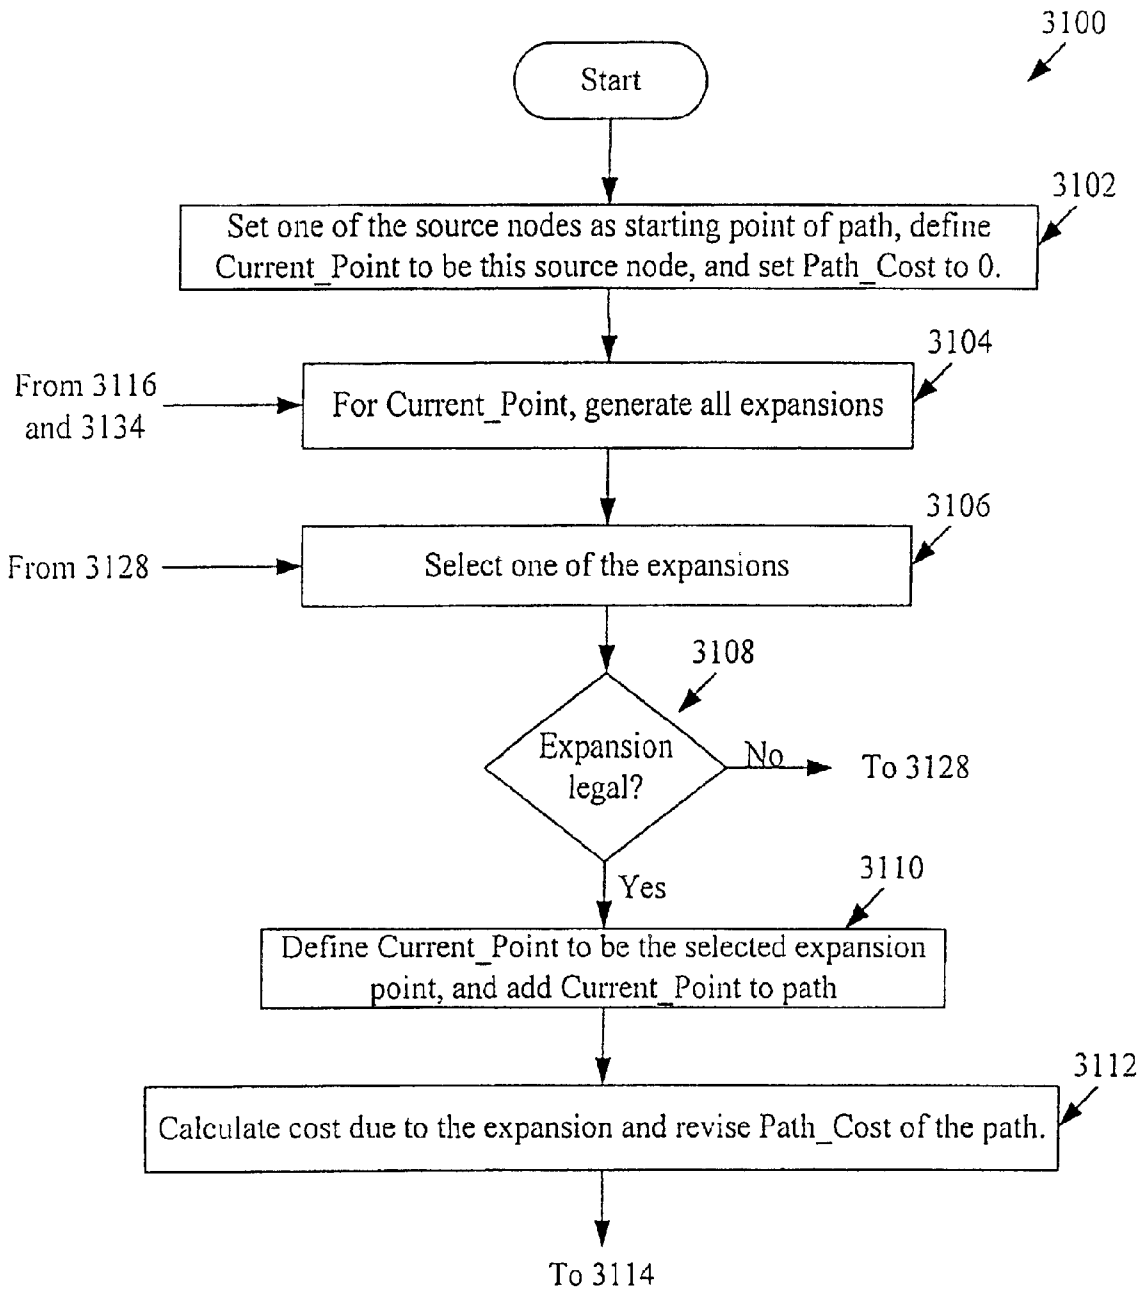 3100
Start
3102
Set one of the source nodes as starting point of path, define
Current_Point to be this source node, and set Path_Cost to 0.
3104
From 3116
and 3134
For Current_Point, generate all expansions
3106
From 3128
Select one of the expansions
3108
Expansion
legal?
No
To 3128
Yes
3110
Define Current_Point to be the selected expansion
point, and add Current_Point to path
3112
Calculate cost due to the expansion and revise Path_Cost of the path.
To 3114